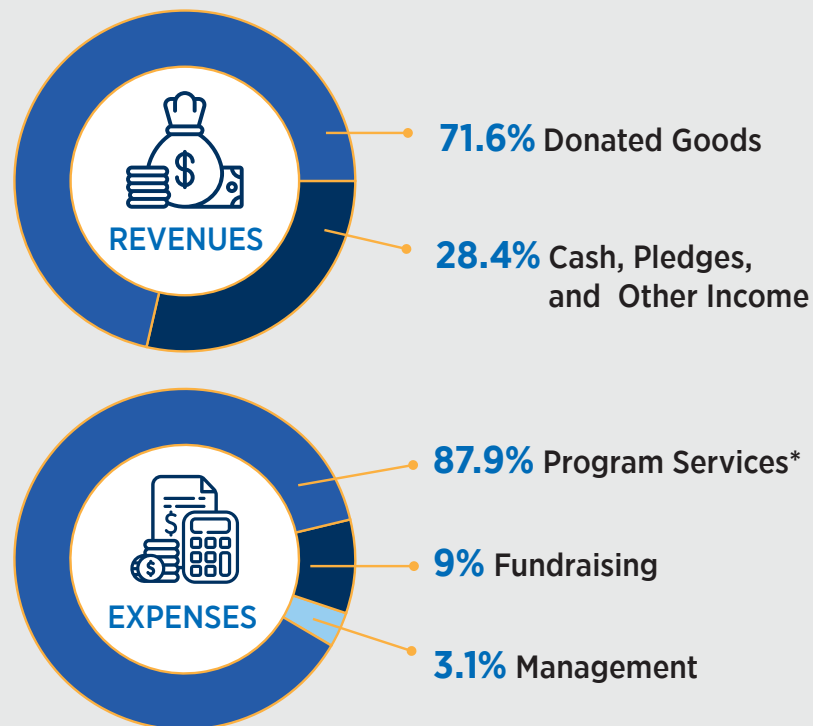 REVENUES
71.6% Donated Goods
28.4% Cash, Pledges,
and Other Income
EXPENSES
87.9% Program Services*
9% Fundraising
3.1% Management
$
$
$